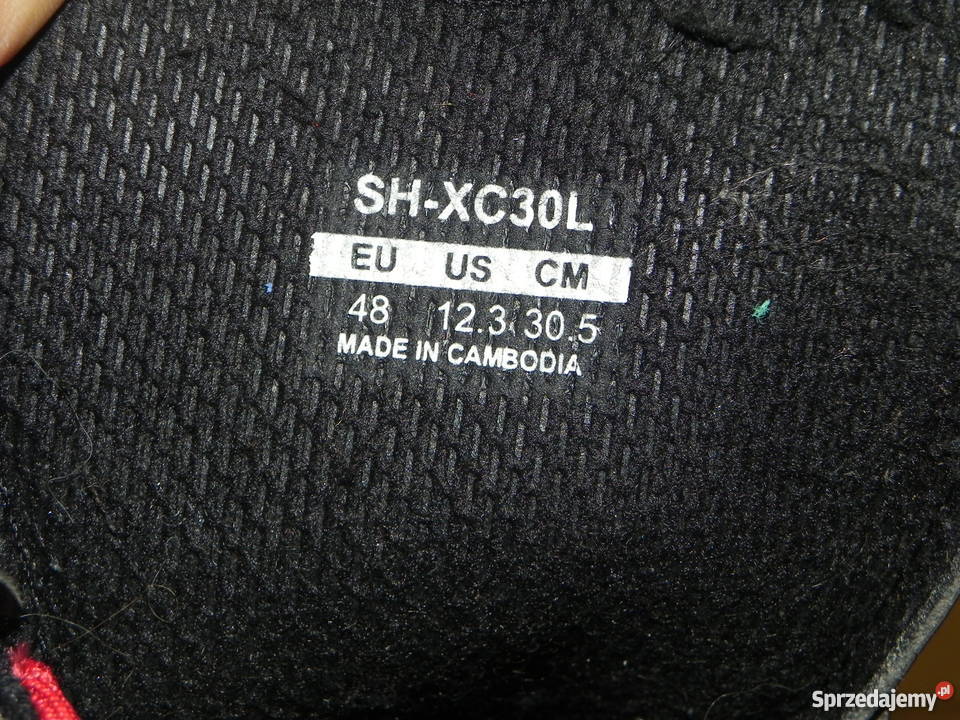 SH-XC30L
EU US CM
48 12.3 30.5
MADE IN CAMBODIA
Sprzedajemy.pl